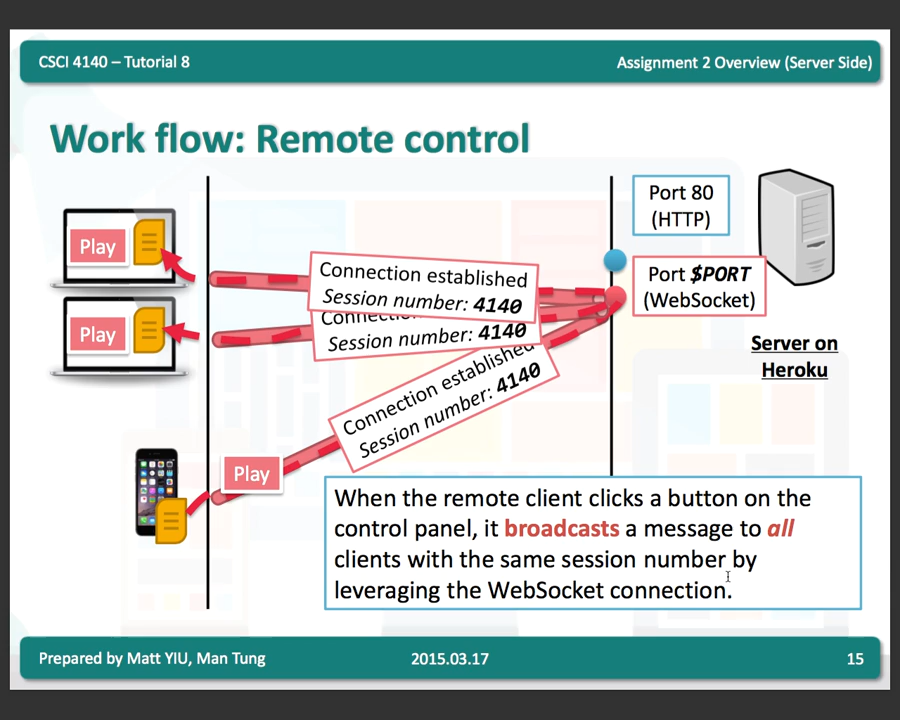 CSCI 4140 – Tutorial 8
Assignment 2 Overview (Server Side)
Work flow: Remote control
Port 80
(HTTP)
Play
Connection established
Session number: 4140
Port $PORT
(WebSocket)
Play
Session number: 4140
Server on
Heroku
Connection established
Session number: 4140
Play
When the remote client clicks a button on the
control panel, it broadcasts a message to all
clients with the same session number by
leveraging the WebSocket connection.
Prepared by Matt YIU, Man Tung
2015.03.17
15